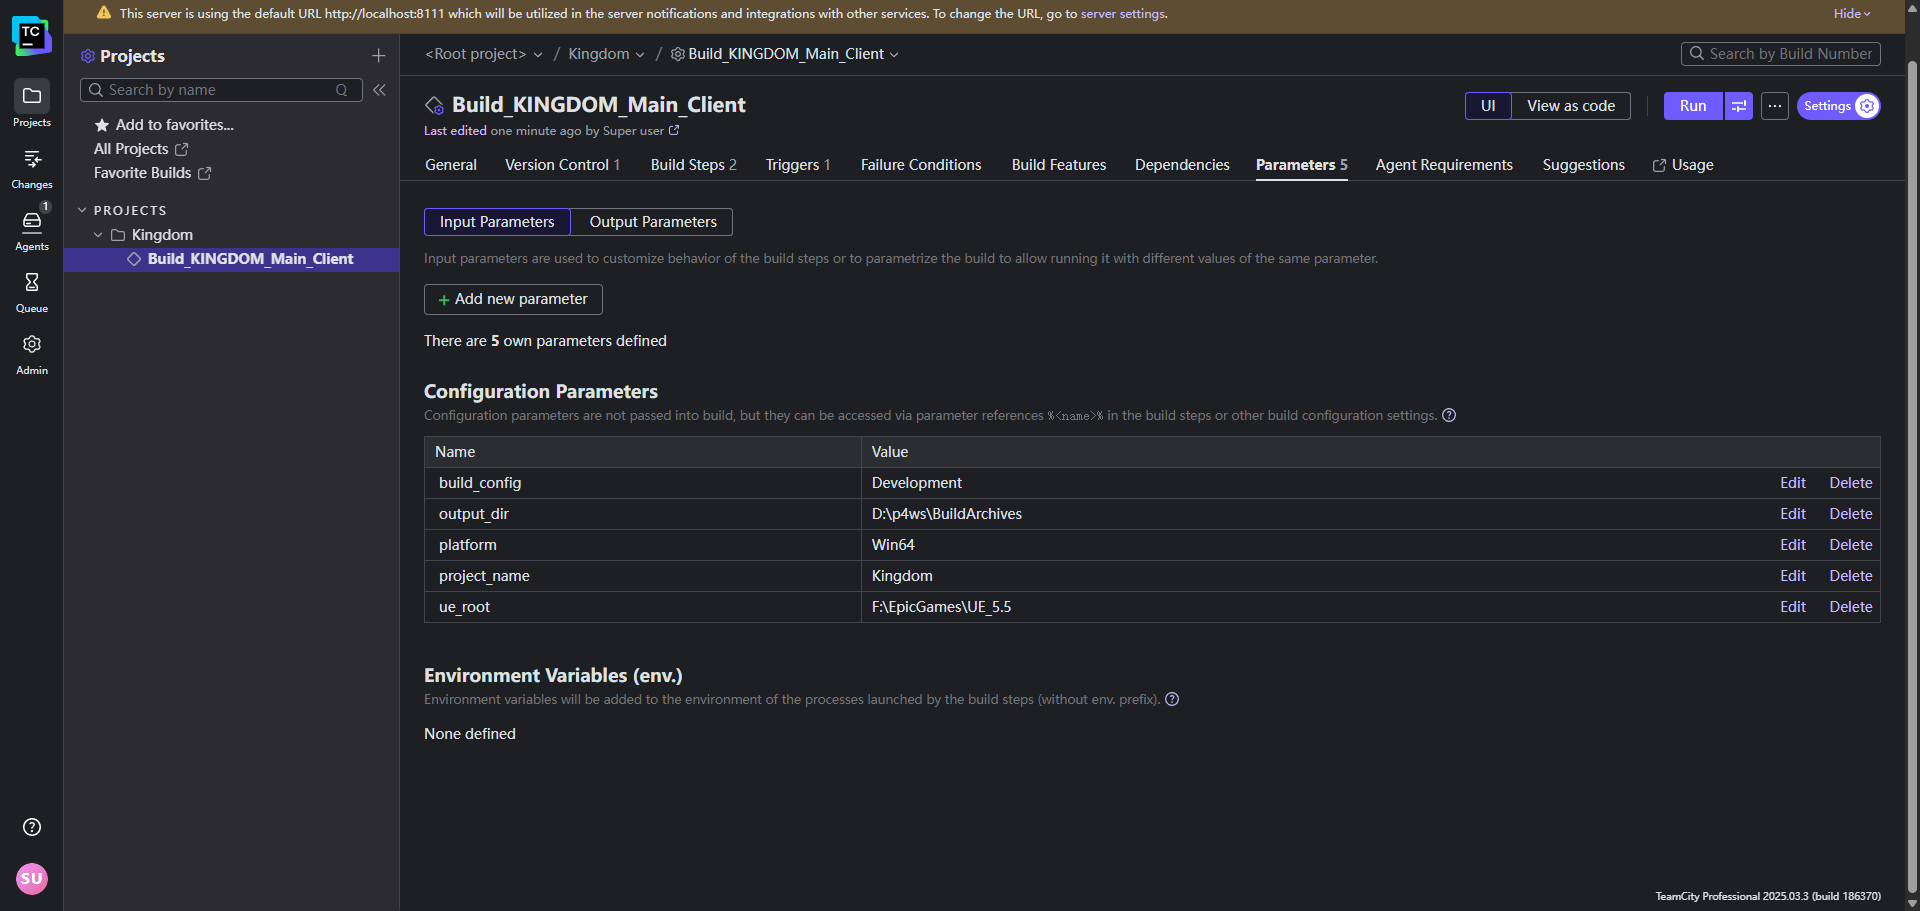 This server is using the default URL http://localhost:8111 which will be utilized in the server notifications and integrations with other services. To change the URL, go to server settings.
Hide
TC
Projects
Search by name
Q
Add to favorites...
All Projects
Favorite Builds
PROJECTS
Kingdom
Build_KINGDOM_Main_Client
Projects
Changes
1
Agents
Queue
Admin
SU
<Root project> / Kingdom / Build_KINGDOM_Main_Client
Search by Build Number
Build_KINGDOM_Main_Client
Last edited one minute ago by Super user
UI
View as code
Run
...
Settings
General
Version Control 1
Build Steps 2
Triggers 1
Failure Conditions
Build Features
Dependencies
Parameters 5
Agent Requirements
Suggestions
Usage
Input Parameters
Output Parameters
Input parameters are used to customize behavior of the build steps or to parametrize the build to allow running it with different values of the same parameter.
+ Add new parameter
There are 5 own parameters defined
Configuration Parameters
Configuration parameters are not passed into build, but they can be accessed via parameter references %<name>% in the build steps or other build configuration settings. ?
Name Value
build_config Development Edit Delete
output_dir D:\p4ws\BuildArchives Edit Delete
platform Win64 Edit Delete
project_name Kingdom Edit Delete
ue_root F:\EpicGames\UE_5.5 Edit Delete
Environment Variables (env.)
Environment variables will be added to the environment of the processes launched by the build steps (without env. prefix). ?
None defined
TeamCity Professional 2025.03.3 (build 186370)